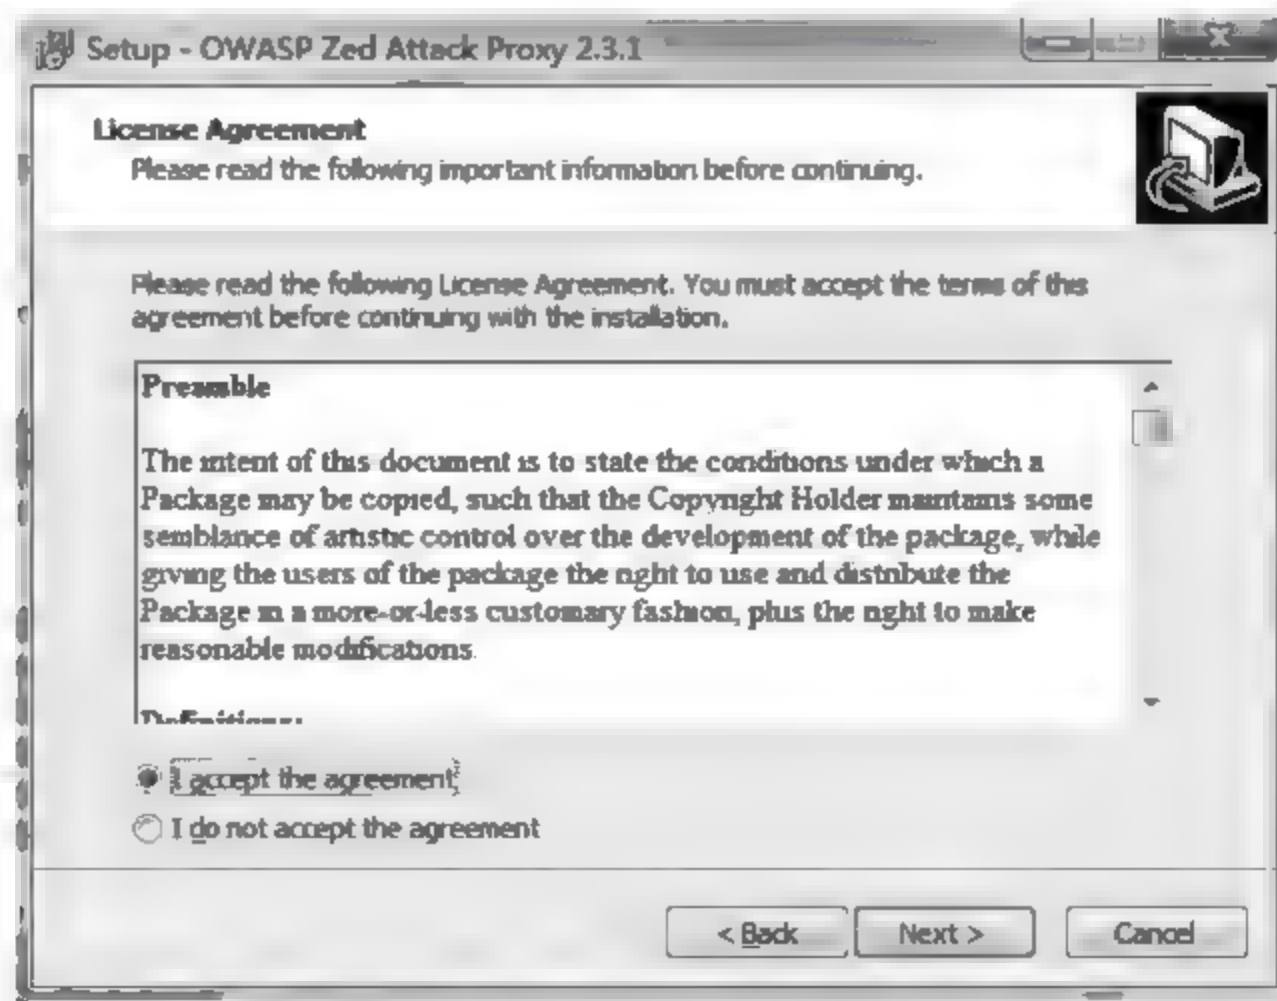 Setup - OWASP Zed Attack Proxy 2.3.1
License Agreement
Please read the following important information before continuing.
Please read the following License Agreement. You must accept the terms of this
agreement before continuing with the installation.
Preamble
The intent of this document is to state the conditions under which a
Package may be copied, such that the Copyright Holder maintains some
semblance of artistic control over the development of the package, while
giving the users of the package the right to use and distribute the
Package in a more-or-less customary fashion, plus the right to make
reasonable modifications.
Definitions:
I accept the agreement
I do not accept the agreement
< Back
Next >
Cancel